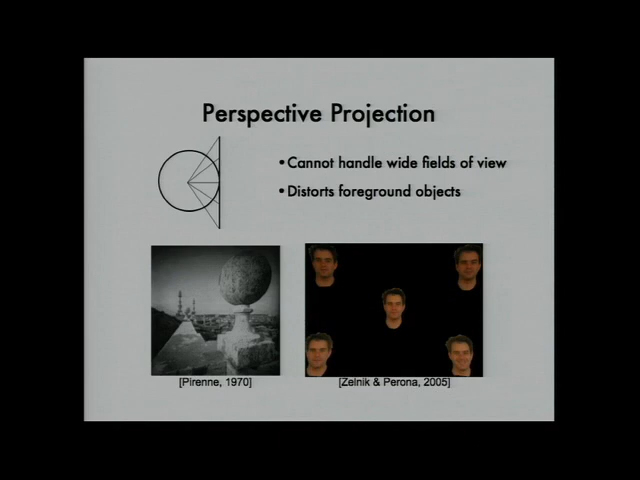 Perspective Projection
•Cannot handle wide fields of view
•Distorts foreground objects
[Pirenne, 1970]
[Zelnik & Perona, 2005]